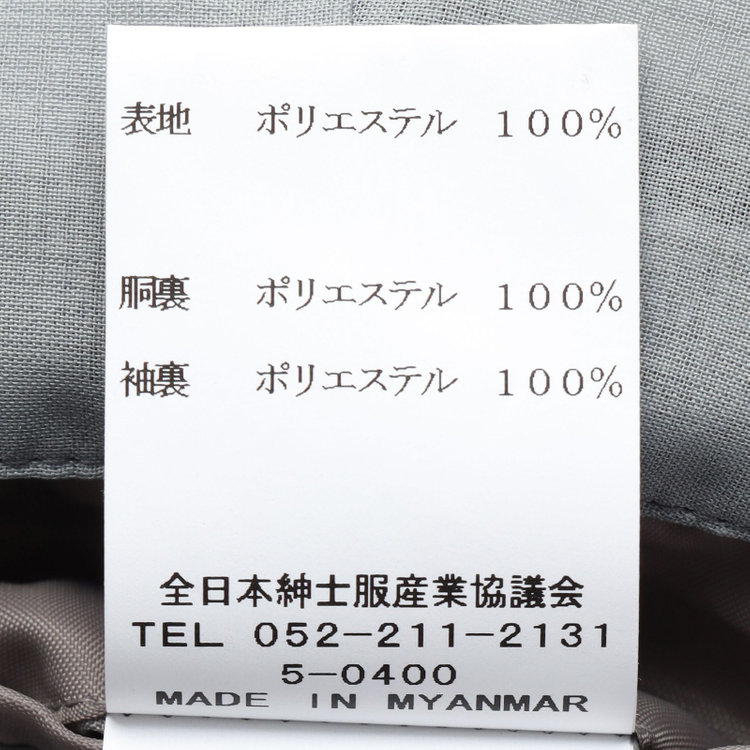 表地 ポリエステル 100%
胴裏 ポリエステル 100%
袖裏 ポリエステル 100%
全日本紳士服産業協議会
TEL 052-211-2131
5-0400
MADE IN MYANMAR